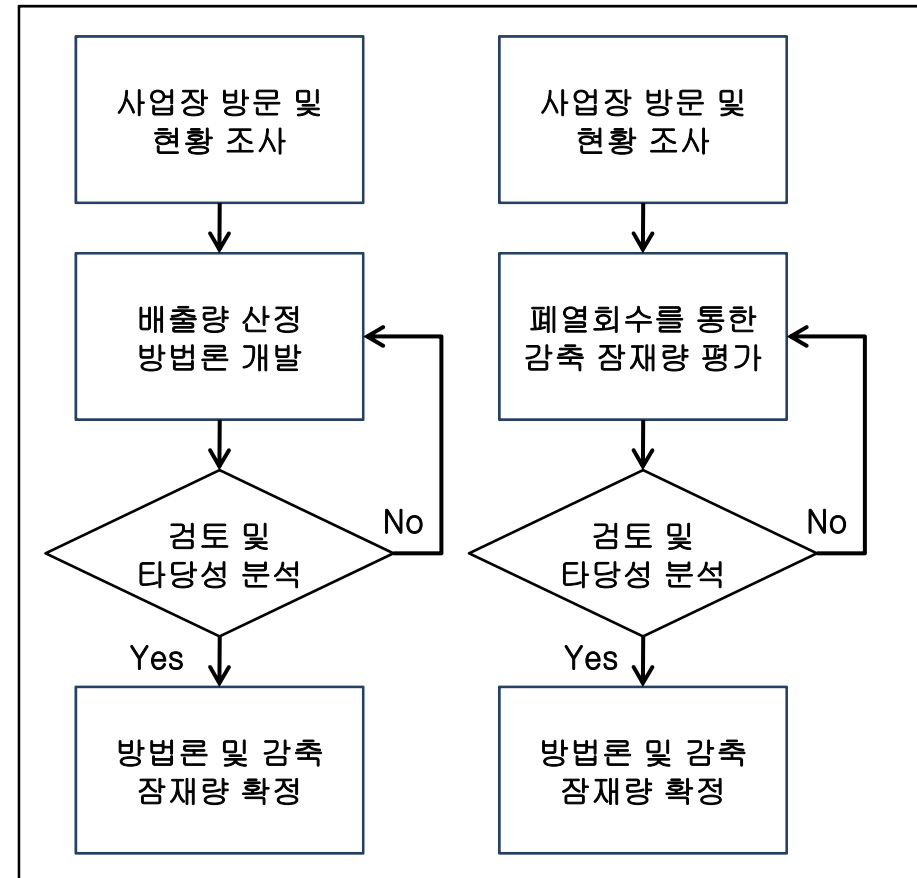 사업장 방문 및
현황 조사
배출량 산정
방법론 개발
검토 및
타당성 분석
No
Yes
방법론 및 감축
잠재량 확정
사업장 방문 및
현황 조사
폐열회수를 통한
감축 잠재량 평가
검토 및
타당성 분석
No
Yes
방법론 및 감축
잠재량 확정